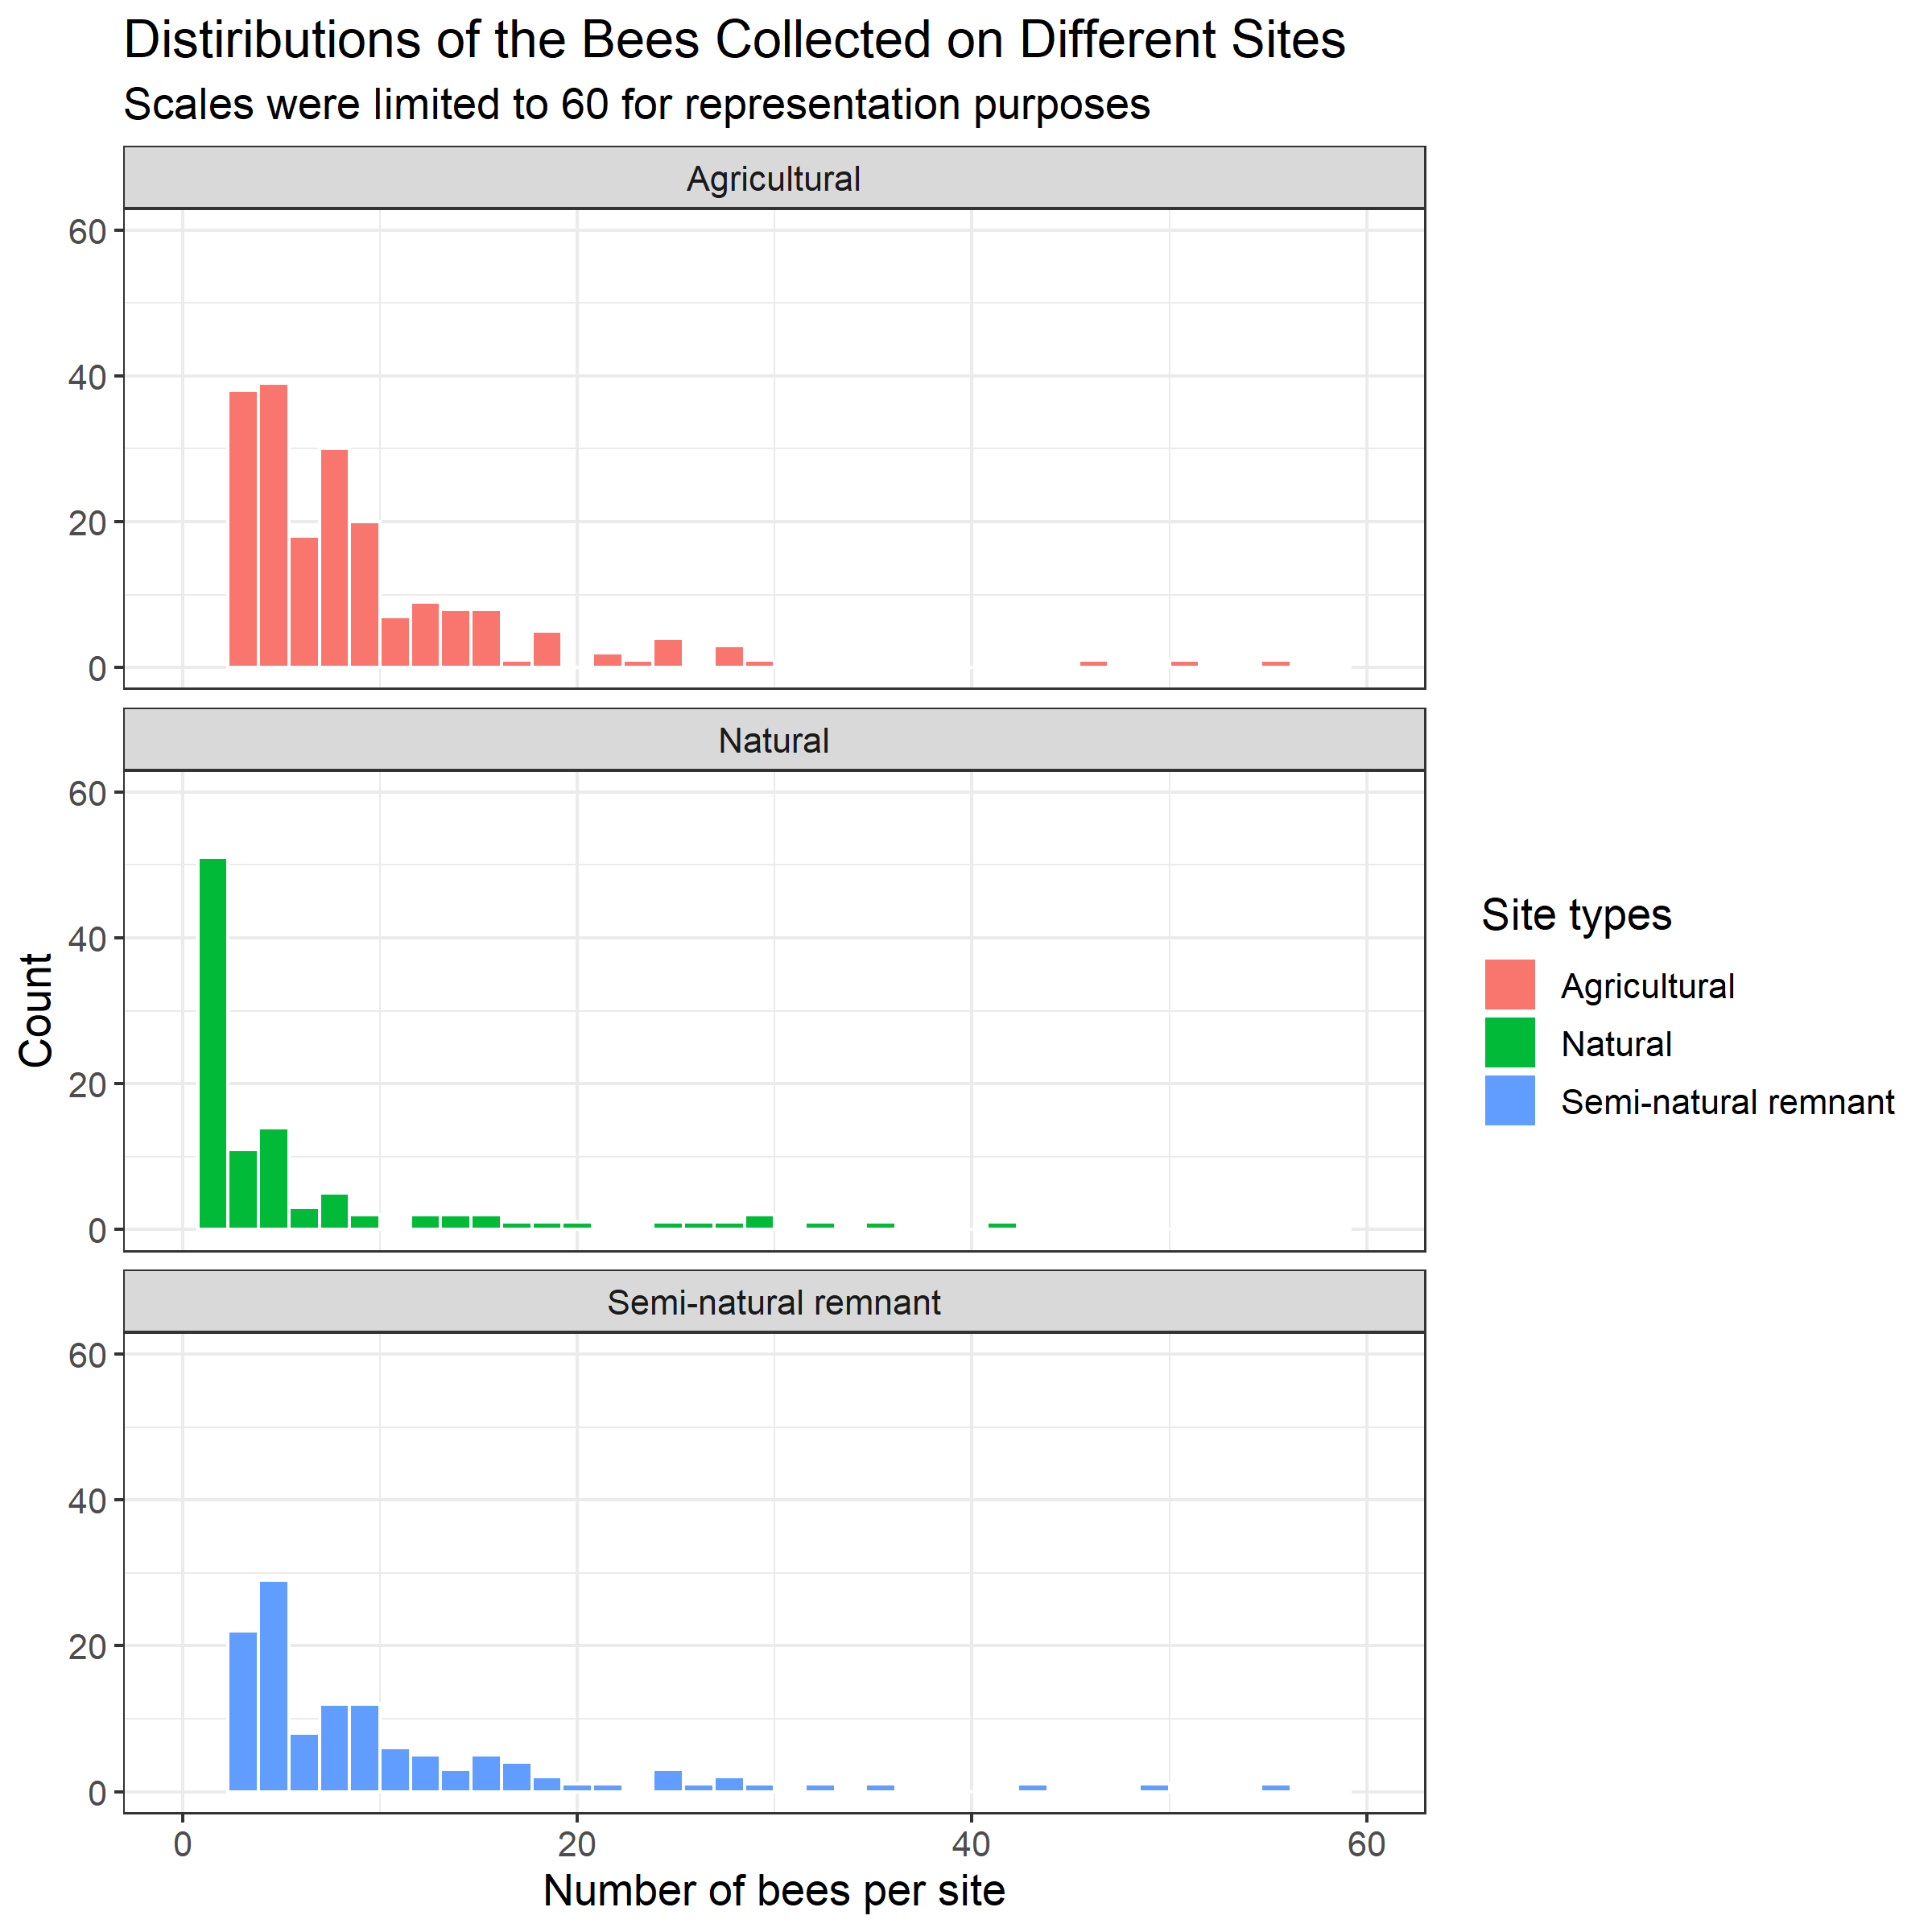 Distiributions of the Bees Collected on Different Sites
Scales were limited to 60 for representation purposes
Agricultural
60
40
20
0
Natural
60
40
20
0
Semi-natural remnant
60
40
20
0
0 20 40 60
Number of bees per site
Count
Site types
Agricultural
Natural
Semi-natural remnant